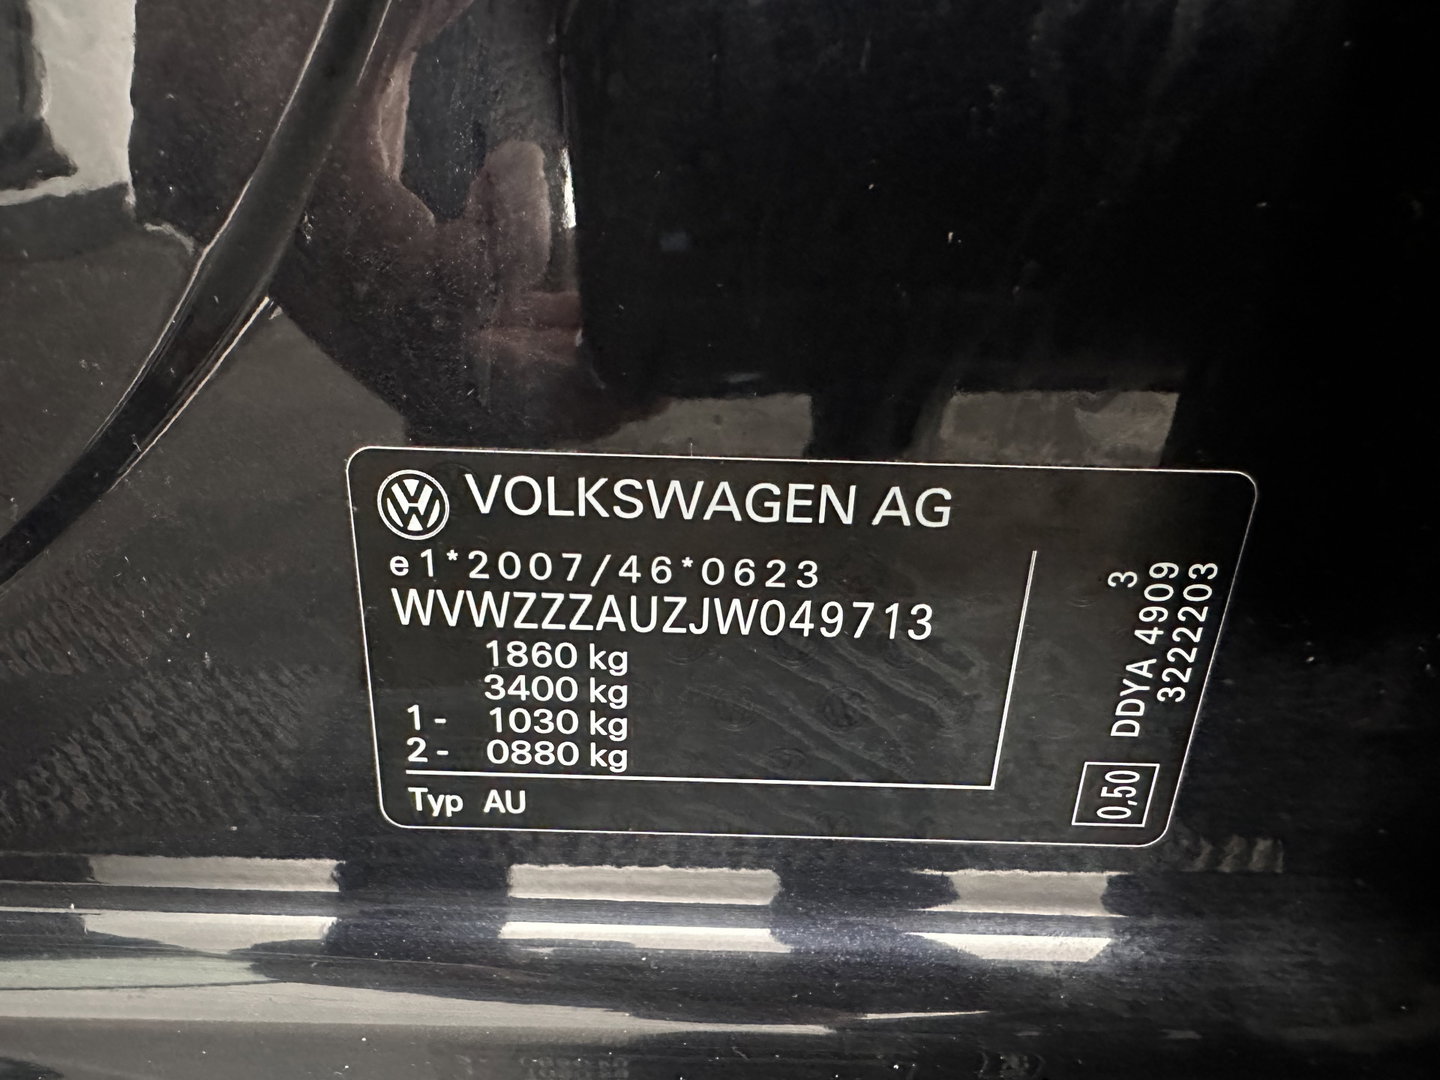 VOLKSWAGEN AG
e1*2007/46*0623
WVWZZZAUZJW049713
1860 kg
3400 kg
1- 1030 kg
2- 0880 kg
Typ AU
3
DDYA 4909
3222203
0,50